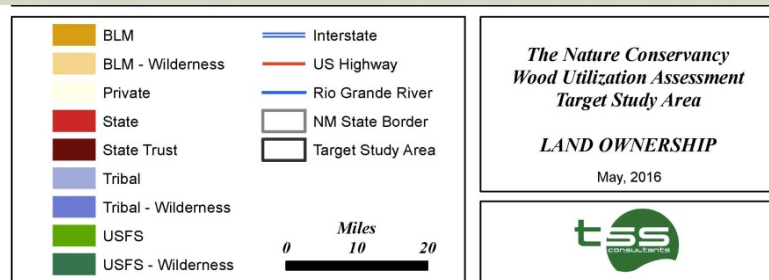 BLM
BLM - Wilderness
Private
State
State Trust
Tribal
Tribal - Wilderness
USFS
USFS - Wilderness
Interstate
US Highway
Rio Grande River
NM State Border
Target Study Area
Miles
0 10 20
The Nature Conservancy
Wood Utilization Assessment
Target Study Area
LAND OWNERSHIP
May, 2016
tss
consultants